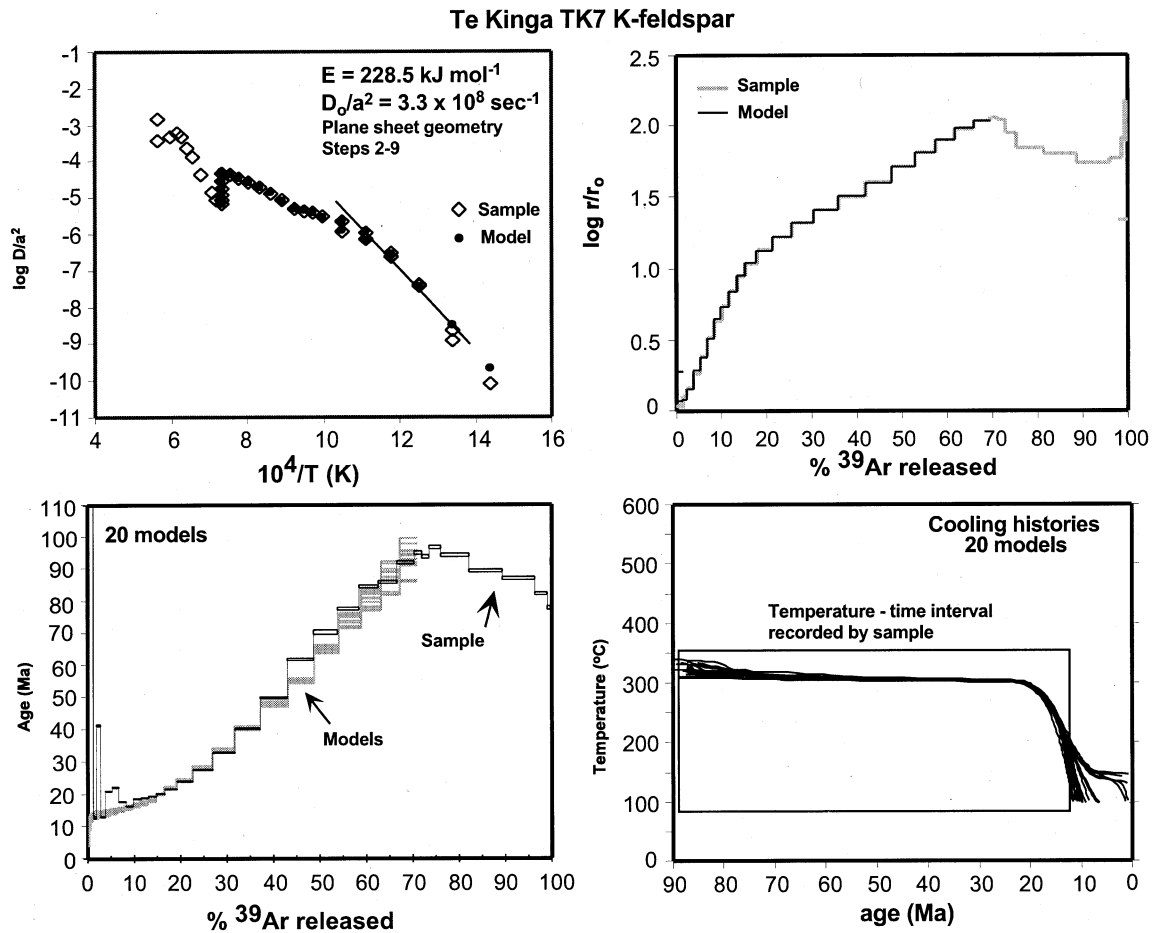 Te Kinga TK7 K-feldspar
-1
-2
-3
-4
-5
-6
-7
-8
-9
-10
-11
log D/a²
E = 228.5 kJ mol⁻¹
Dₒ/a² = 3.3 x 10⁸ sec⁻¹
Plane sheet geometry
Steps 2-9
Sample
Model
4 6 8 10 12 14 16
10⁴/T (K)
2.5
2.0
1.5
1.0
0.5
0
log r/rₒ
Sample
Model
0 10 20 30 40 50 60 70 80 90 100
% ³⁹Ar released
110
100
90
80
70
60
50
40
30
20
10
0
Age (Ma)
20 models
Sample
Models
0 10 20 30 40 50 60 70 80 90 100
% ³⁹Ar released
600
500
400
300
200
100
0
Temperature (ºC)
Cooling histories
20 models
Temperature - time interval
recorded by sample
90 80 70 60 50 40 30 20 10 0
age (Ma)